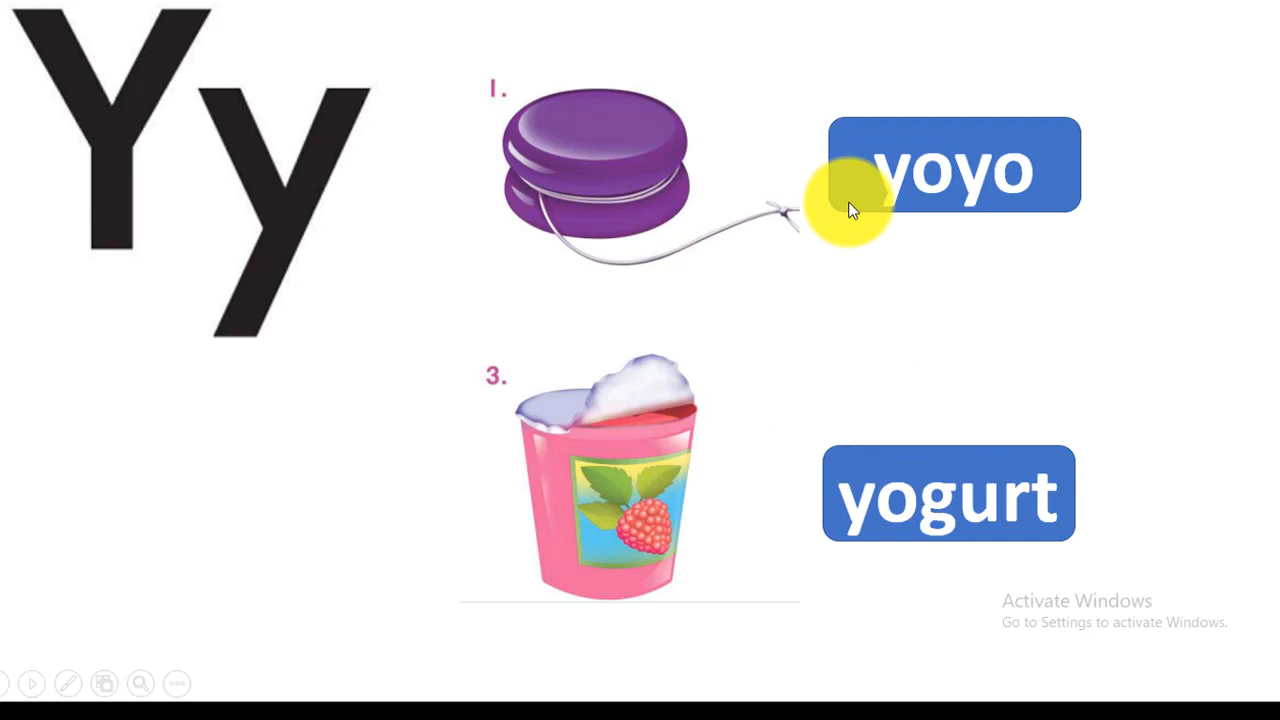 Yy
1.
yoyo
3.
yogurt
Activate Windows
Go to Settings to activate Windows.